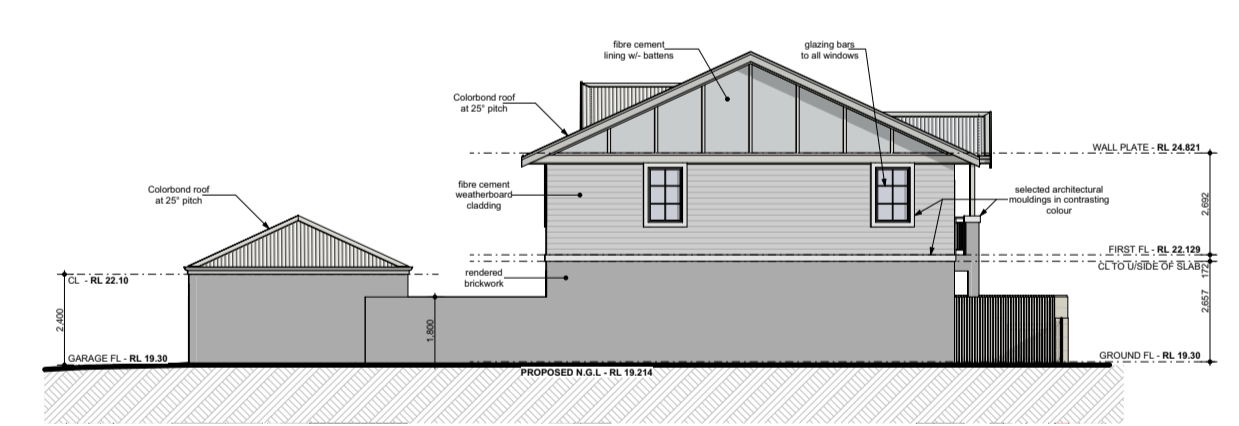 fibre cement
lining w/- battens
glazing bars
to all windows
Colorbond roof
at 25° pitch
WALL PLATE - RL 24.821
Colorbond roof
at 25° pitch
fibre cement
weatherboard
cladding
selected architectural
mouldings in contrasting
colour
2,692
FIRST FL - RL 22.129
CL TO U/SIDE OF SLAB
172
CL - RL 22.10
rendered
brickwork
2,400
1,800
2,657
GARAGE FL - RL 19.30
GROUND FL - RL 19.30
PROPOSED N.G.L - RL 19.214